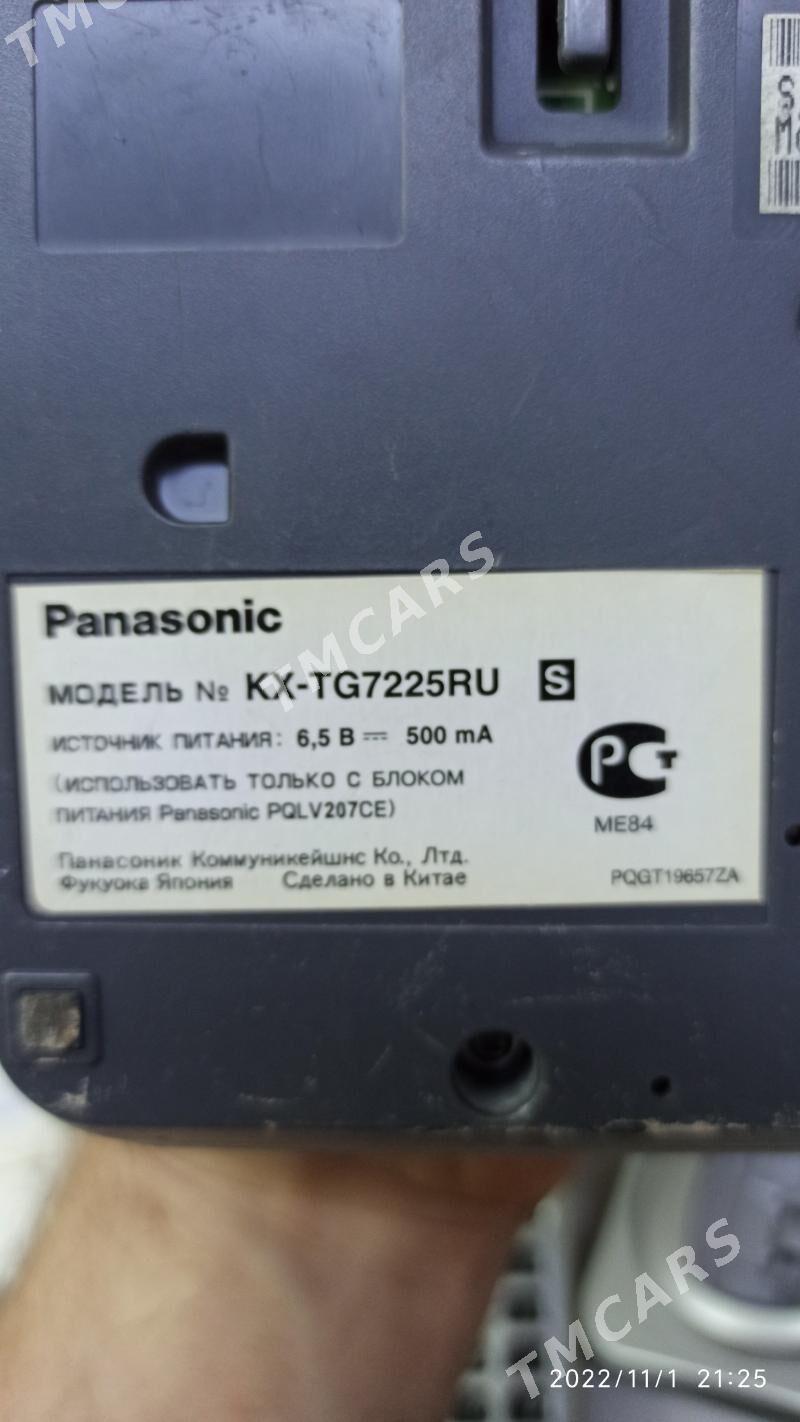 TMCARS
S
Panasonic
TMCARS
МОДЕЛЬ № KX-TG7225RU S
ИСТОЧНИК ПИТАНИЯ: 6,5 В 500 mA
(ИСПОЛЬЗОВАТЬ ТОЛЬКО С БЛОКОМ
ПИТАНИЯ Panasonic PQLV207CE)
РСТ
ME84
Панасоник Коммуникейшнс Ко., Лтд.
Фукуока Япония Сделано в Китае
PQGT19657ZA
TMCARS
2022/11/1 21:25